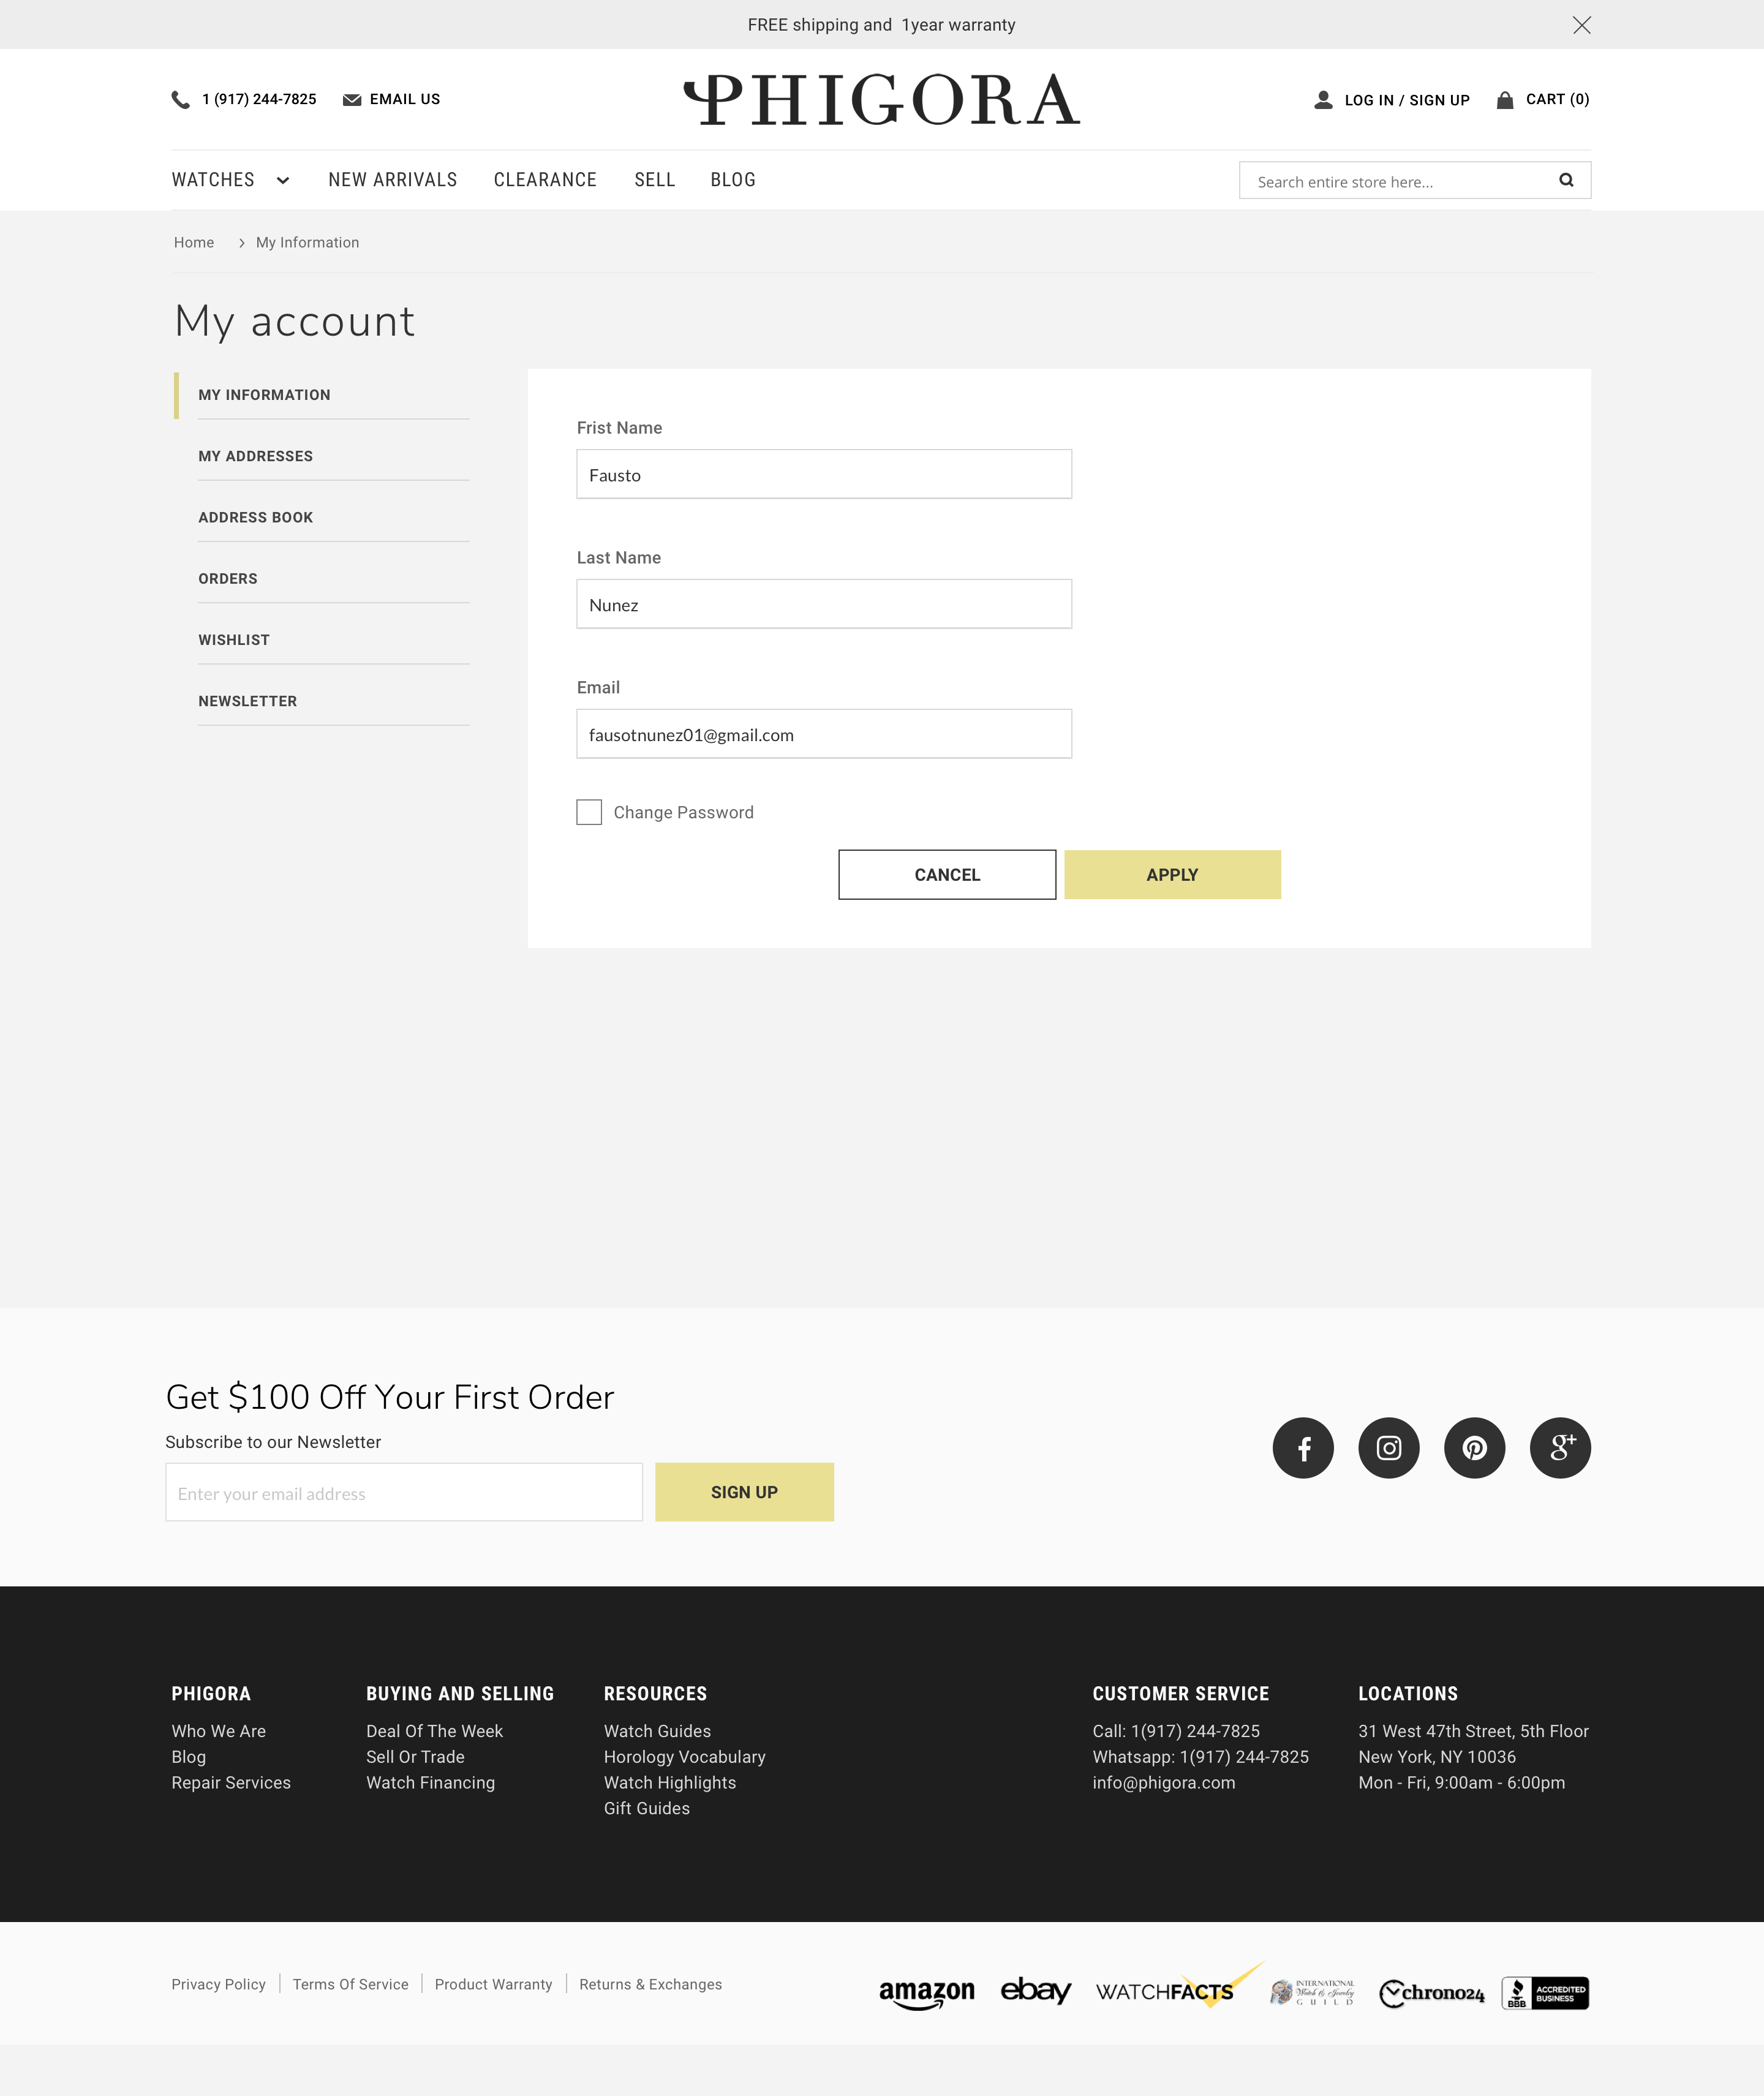 FREE shipping and  1year warranty
1 (917) 244-7825
EMAIL US
PHIGORA
LOG IN / SIGN UP
CART (0)
WATCHES
NEW ARRIVALS
CLEARANCE
SELL
BLOG
Search entire store here...
Home
My Information
My account
MY INFORMATION
MY ADDRESSES
ADDRESS BOOK
ORDERS
WISHLIST
NEWSLETTER
Frist Name
Fausto
Last Name
Nunez
Email
fausotnunez01@gmail.com
Change Password
CANCEL
APPLY
Get $100 Off Your First Order
Subscribe to our Newsletter
Enter your email address
SIGN UP
PHIGORA
Who We Are
Blog
Repair Services
BUYING AND SELLING
Deal Of The Week
Sell Or Trade
Watch Financing
RESOURCES
Watch Guides
Horology Vocabulary
Watch Highlights
Gift Guides
CUSTOMER SERVICE
Call: 1(917) 244-7825
Whatsapp: 1(917) 244-7825
info@phigora.com
LOCATIONS
31 West 47th Street, 5th Floor
New York, NY 10036
Mon - Fri, 9:00am - 6:00pm
Privacy Policy
Terms Of Service
Product Warranty
Returns & Exchanges
amazon
ebay
WATCHFACTS
INTERNATIONAL
Watch & Jewelry
GUILD
chrono24
BBB
ACCREDITED
BUSINESS